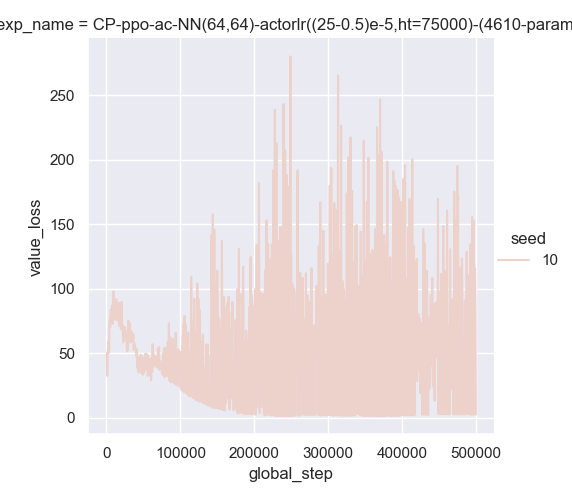 exp_name = CP-ppo-ac-NN(64,64)-actorlr((25-0.5)e-5,ht=75000)-(4610-param
250
200
150
100
50
0
value_loss
seed
10
0 100000 200000 300000 400000 500000
global_step